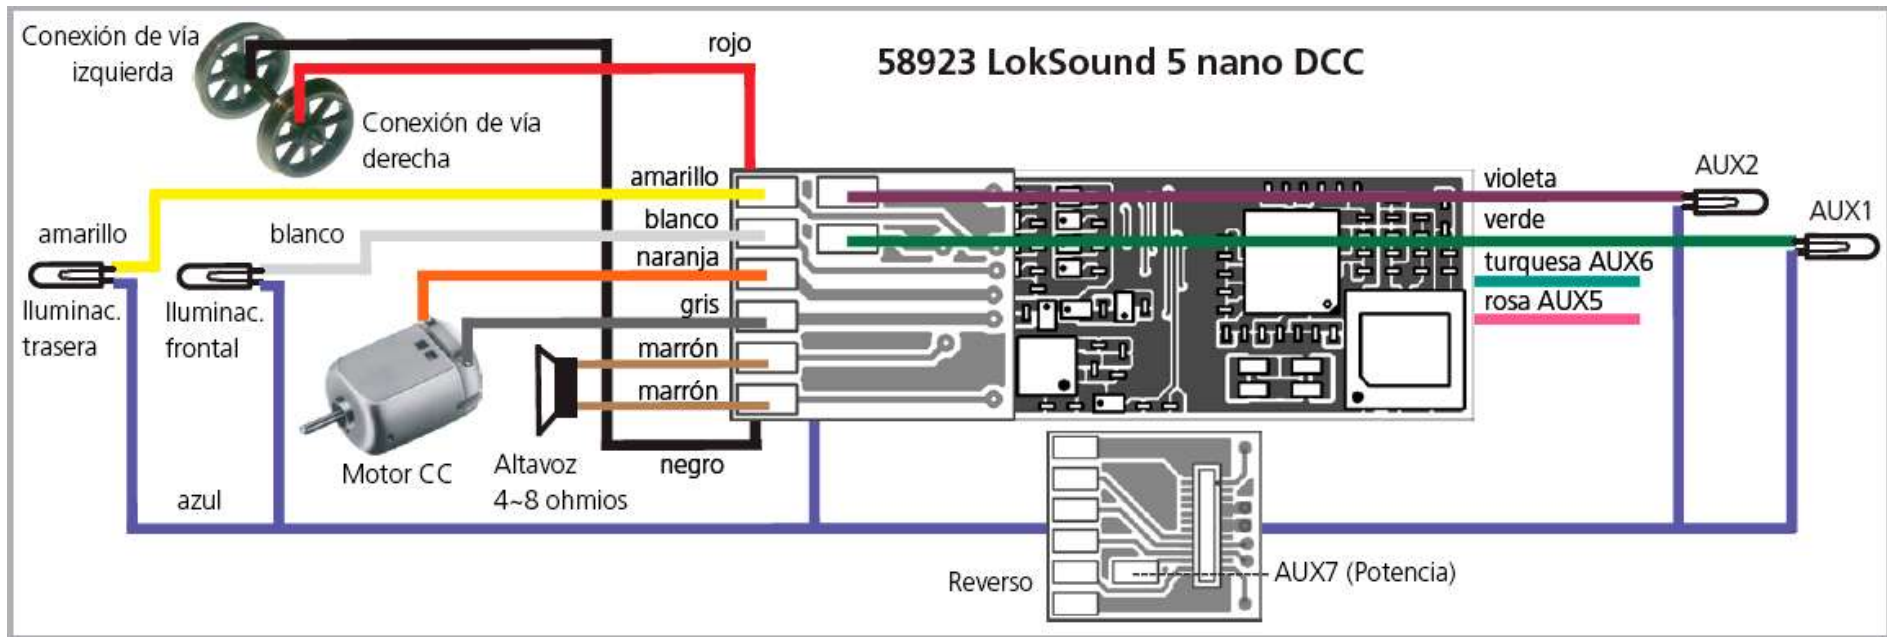 58923 LokSound 5 nano DCC
Conexión de vía
izquierda
rojo
Conexión de vía
derecha
amarillo
blanco
naranja
gris
marrón
marrón
negro
amarillo
blanco
Iluminac.
trasera
Iluminac.
frontal
Motor CC
Altavoz
4~8 ohmios
azul
violeta
verde
turquesa AUX6
rosa AUX5
AUX2
AUX1
Reverso
AUX7 (Potencia)